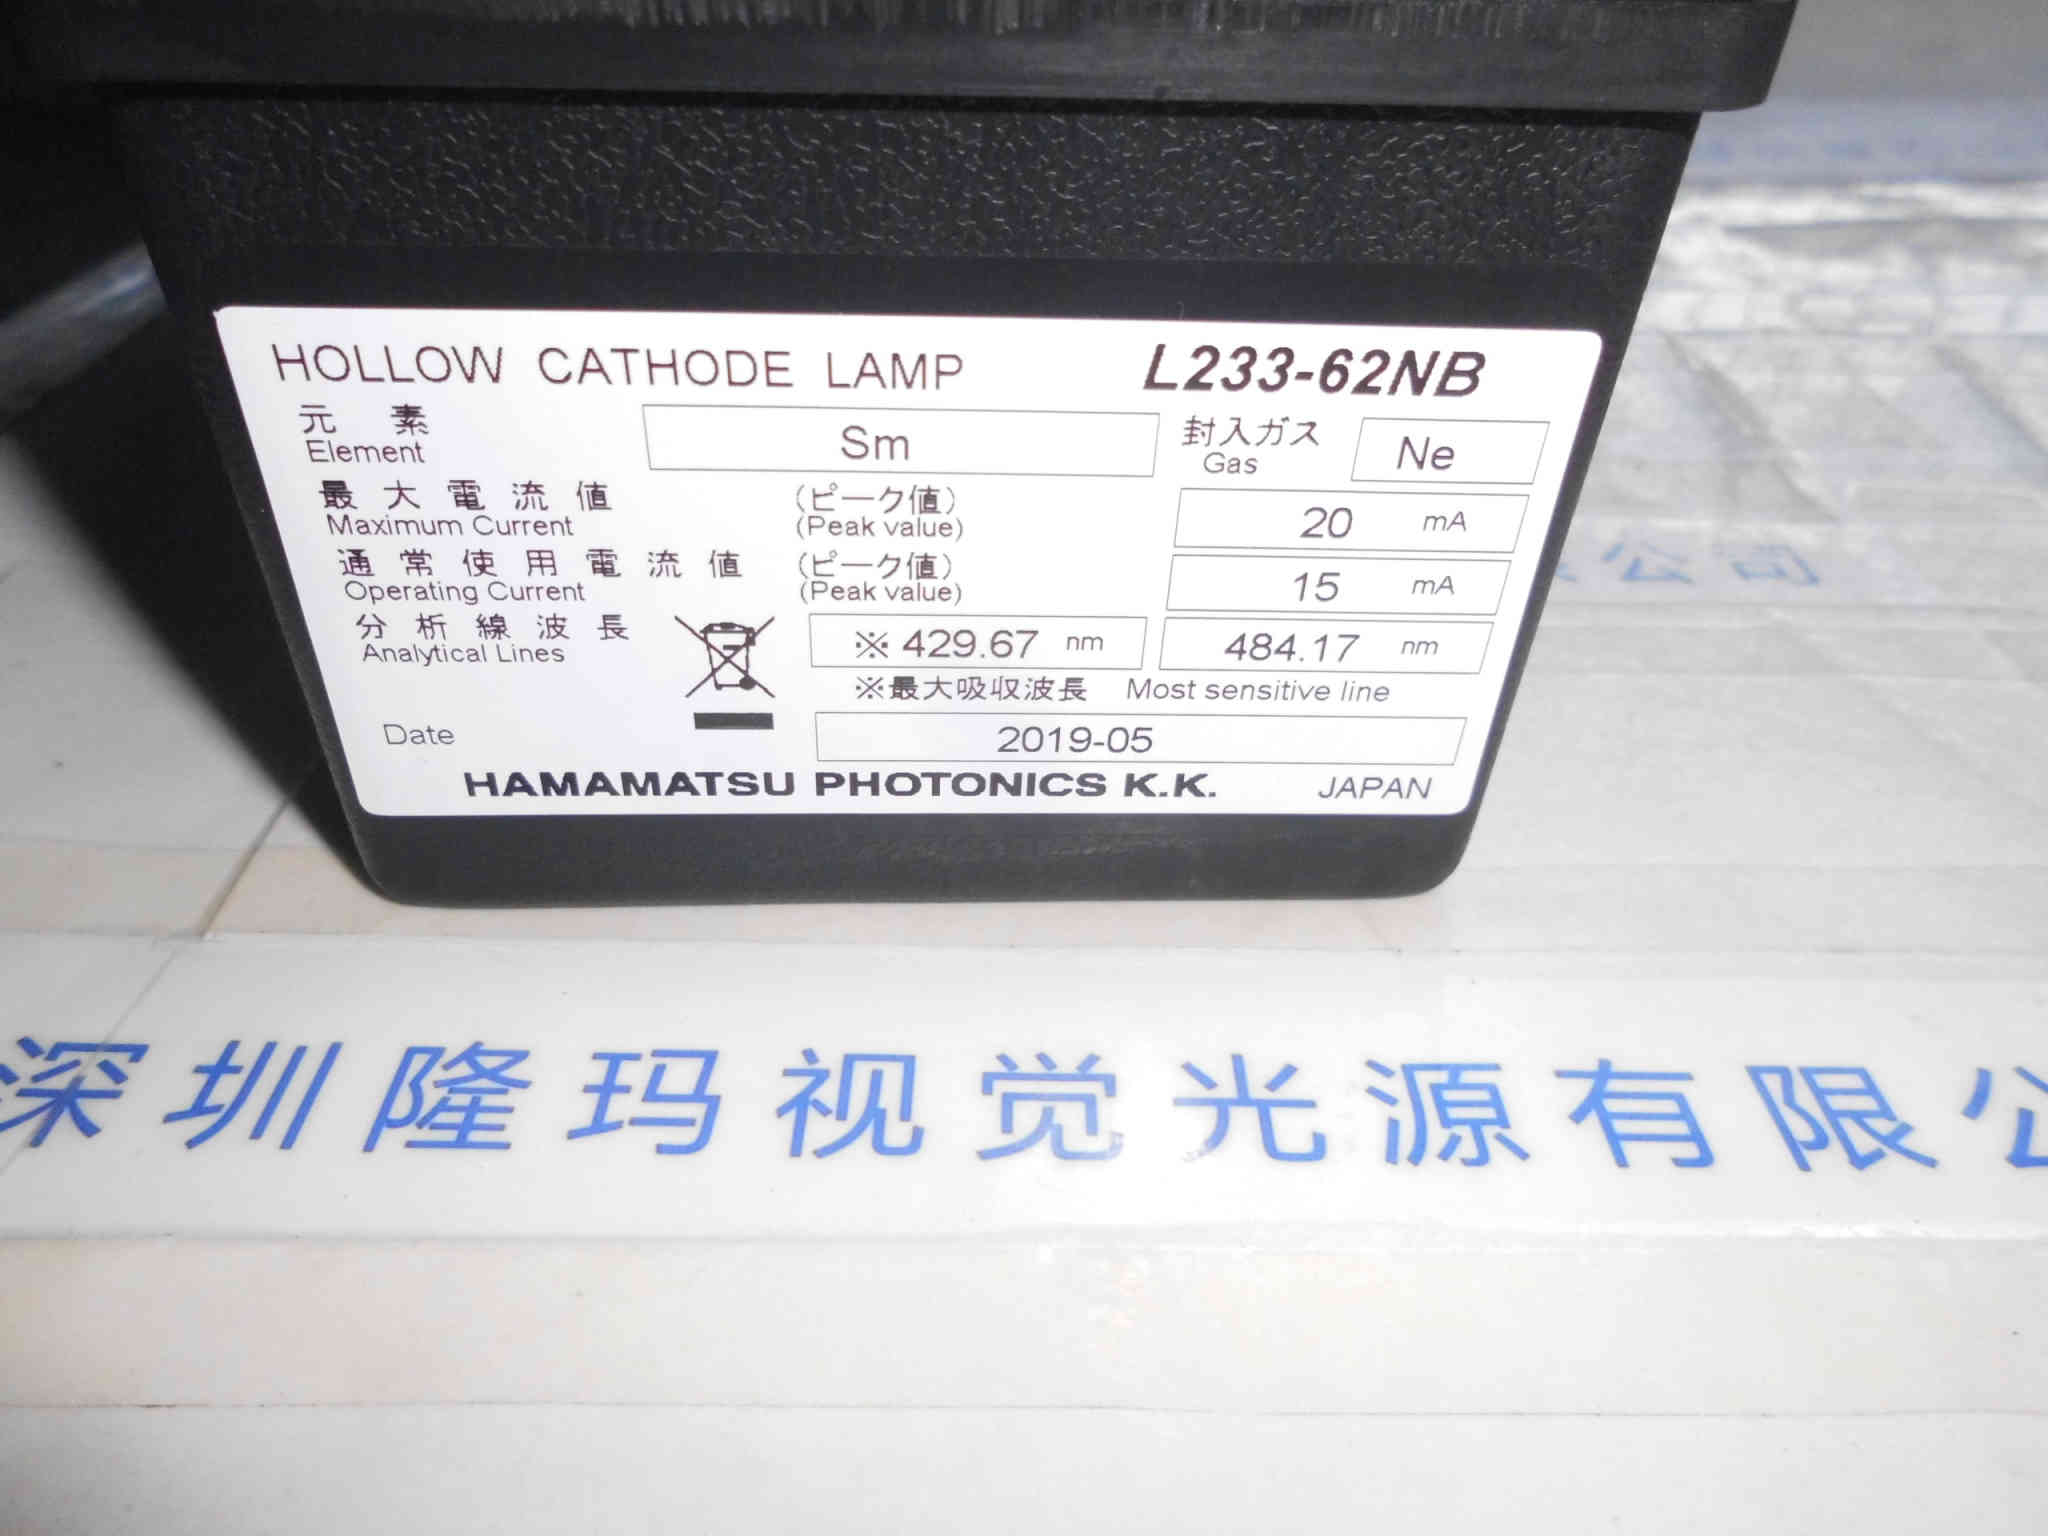 HOLLOW CATHODE LAMP L233-62NB
元 素 Sm 封入ガス Ne
Element Gas
最大電流値 (ピーク値) 20 mA
Maximum Current (Peak value)
通常使用電流値 (ピーク値) 15 mA
Operating Current (Peak value)
分析線波長 ※ 429.67 nm 484.17 nm
Analytical Lines
※最大吸収波長 Most sensitive line
Date 2019-05
HAMAMATSU PHOTONICS K.K. JAPAN
公司
深圳隆玛视觉光源有限公